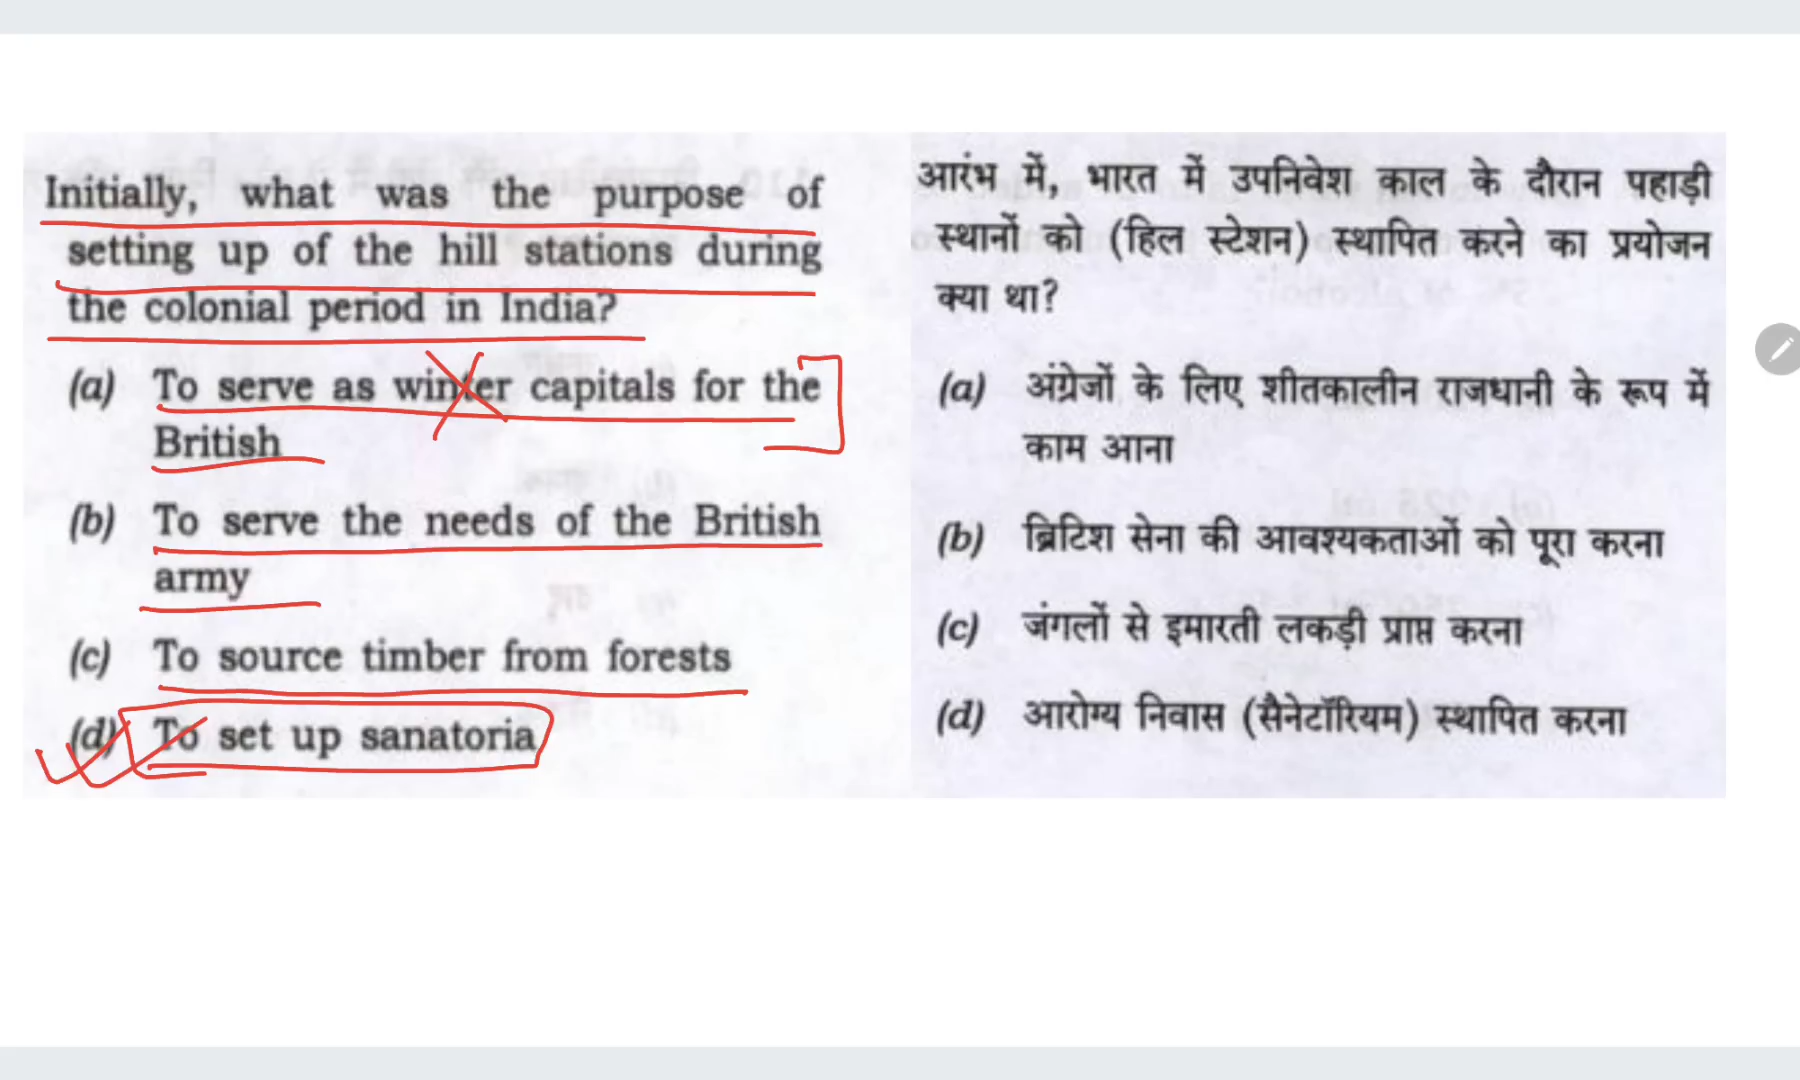 Initially, what was the purpose of
setting up of the hill stations during
the colonial period in India?
(a) To serve as winter capitals for the
British
(b) To serve the needs of the British
army
(c) To source timber from forests
(d) To set up sanatoria
आरंभ में, भारत में उपनिवेश काल के दौरान पहाड़ी
स्थानों को (हिल स्टेशन) स्थापित करने का प्रयोजन
क्या था?
(a) अंग्रेजों के लिए शीतकालीन राजधानी के रूप में
काम आना
(b) ब्रिटिश सेना की आवश्यकताओं को पूरा करना
(c) जंगलों से इमारती लकड़ी प्राप्त करना
(d) आरोग्य निवास (सैनेटॉरियम) स्थापित करना